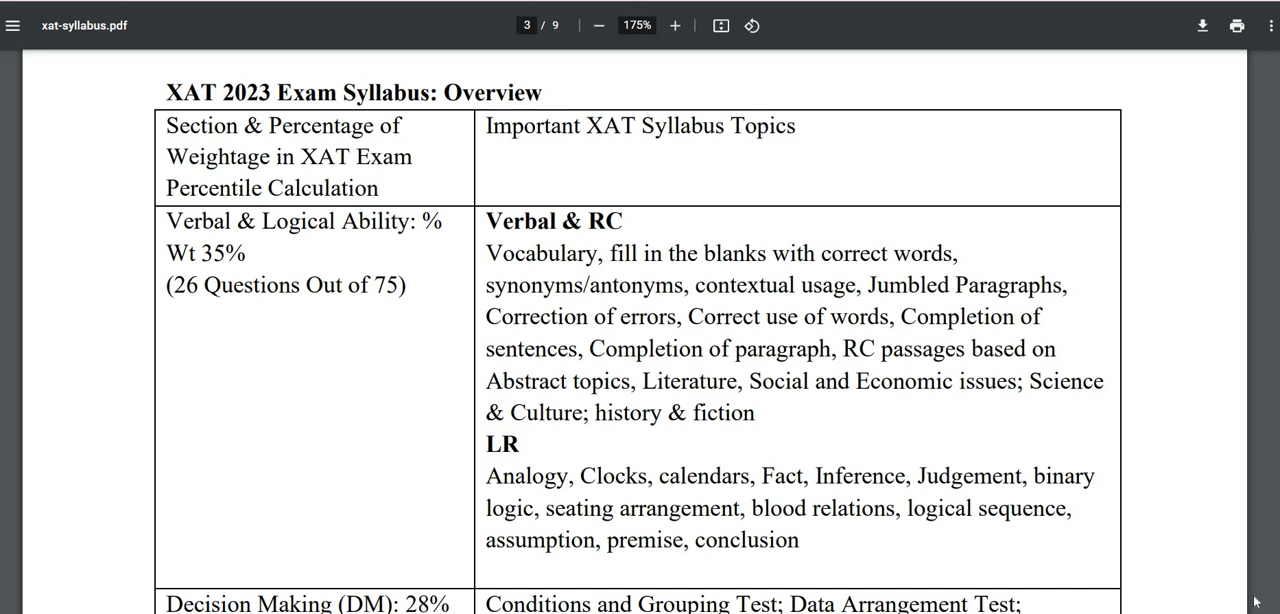 xat-syllabus.pdf
3 / 9
175%
XAT 2023 Exam Syllabus: Overview
Section & Percentage of
Weightage in XAT Exam
Percentile Calculation
Important XAT Syllabus Topics
Verbal & Logical Ability: %
Wt 35%
(26 Questions Out of 75)
Verbal & RC
Vocabulary, fill in the blanks with correct words,
synonyms/antonyms, contextual usage, Jumbled Paragraphs,
Correction of errors, Correct use of words, Completion of
sentences, Completion of paragraph, RC passages based on
Abstract topics, Literature, Social and Economic issues; Science
& Culture; history & fiction
LR
Analogy, Clocks, calendars, Fact, Inference, Judgement, binary
logic, seating arrangement, blood relations, logical sequence,
assumption, premise, conclusion
Decision Making (DM): 28%
Conditions and Grouping Test; Data Arrangement Test;